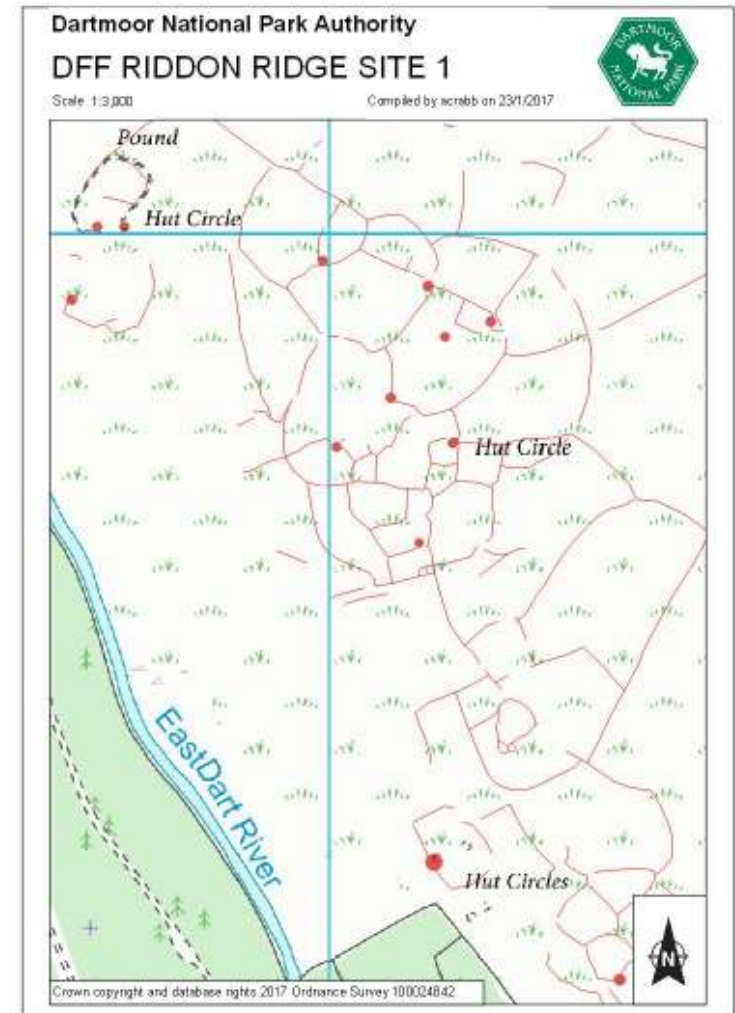 Dartmoor National Park Authority
DFF RIDDON RIDGE SITE 1
Scale 1:3,000
Compiled by acrabb on 23/1/2017
DARTMOOR
NATIONAL PARK
Pound
Hut Circle
Hut Circle
EastDart River
Hut Circles
N
Crown copyright and database rights 2017 Ordnance Survey 100024842